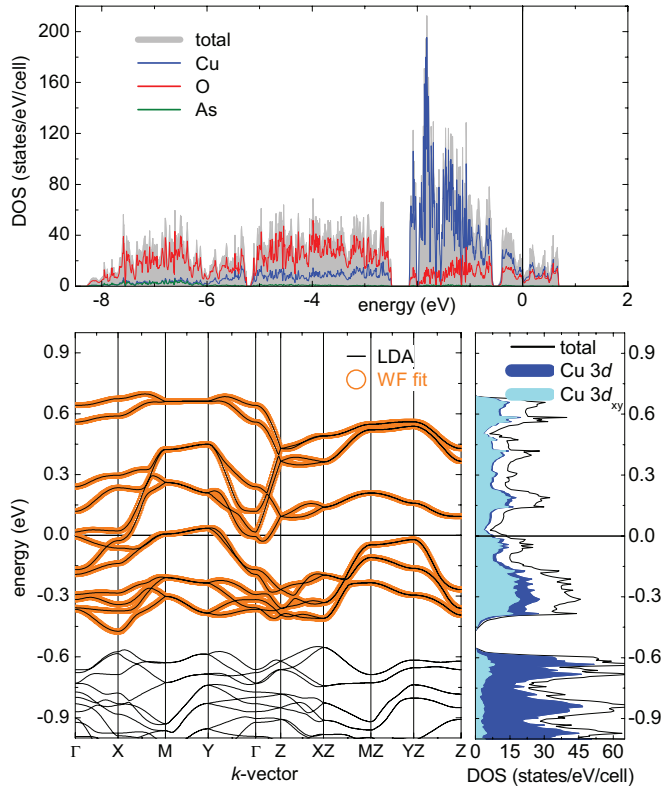 total
Cu
O
As
DOS (states/eV/cell)
200
160
120
80
40
0
-8 -6 -4 -2 0 2
energy (eV)
LDA
WF fit
energy (eV)
0.9
0.6
0.3
0.0
-0.3
-0.6
-0.9
Γ X M Y Γ Z XZ MZ YZ Z
k-vector
total
Cu 3d
Cu 3dxy
0.9
0.6
0.3
0.0
-0.3
-0.6
-0.9
0 15 30 45 60
DOS (states/eV/cell)